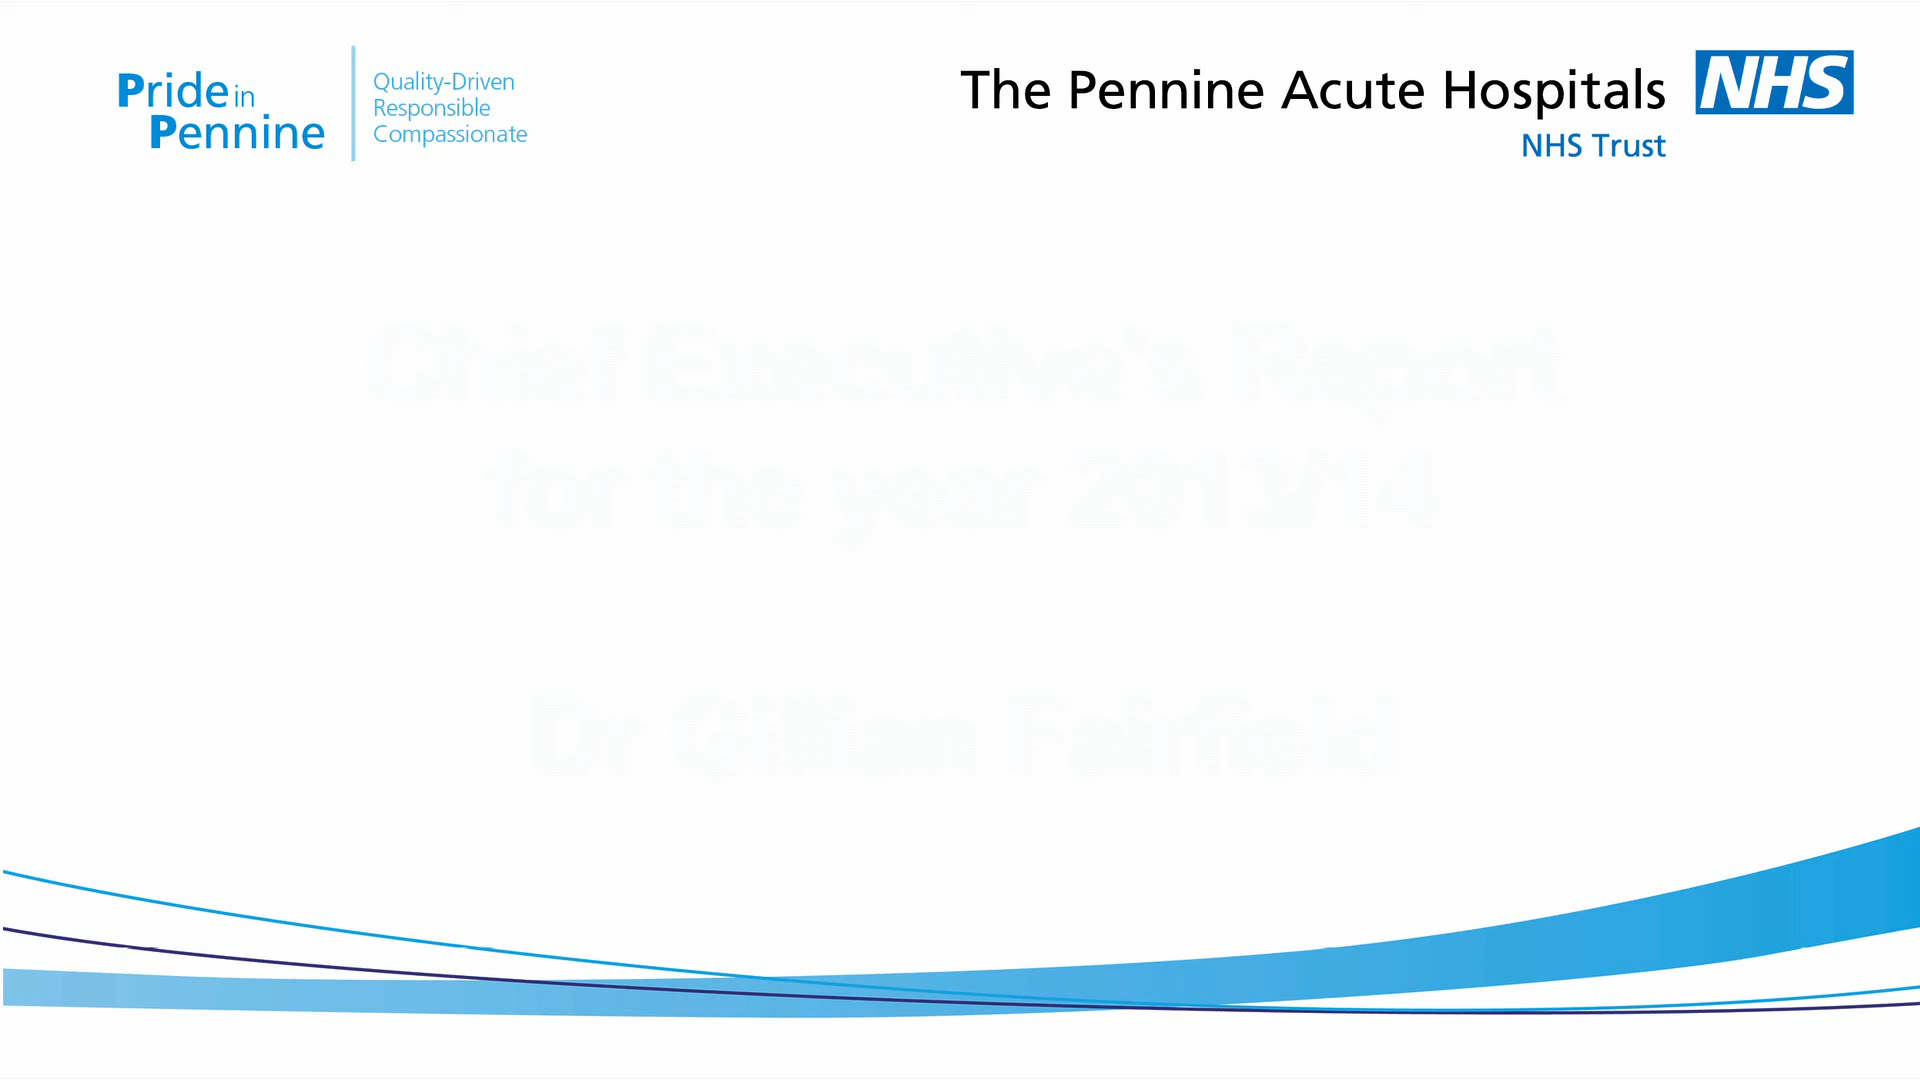 Pride in
Pennine
Quality-Driven
Responsible
Compassionate
The Pennine Acute Hospitals NHS
NHS Trust
Chief Executive's Report
for the year 2013/14
Dr Gillian Fairfield